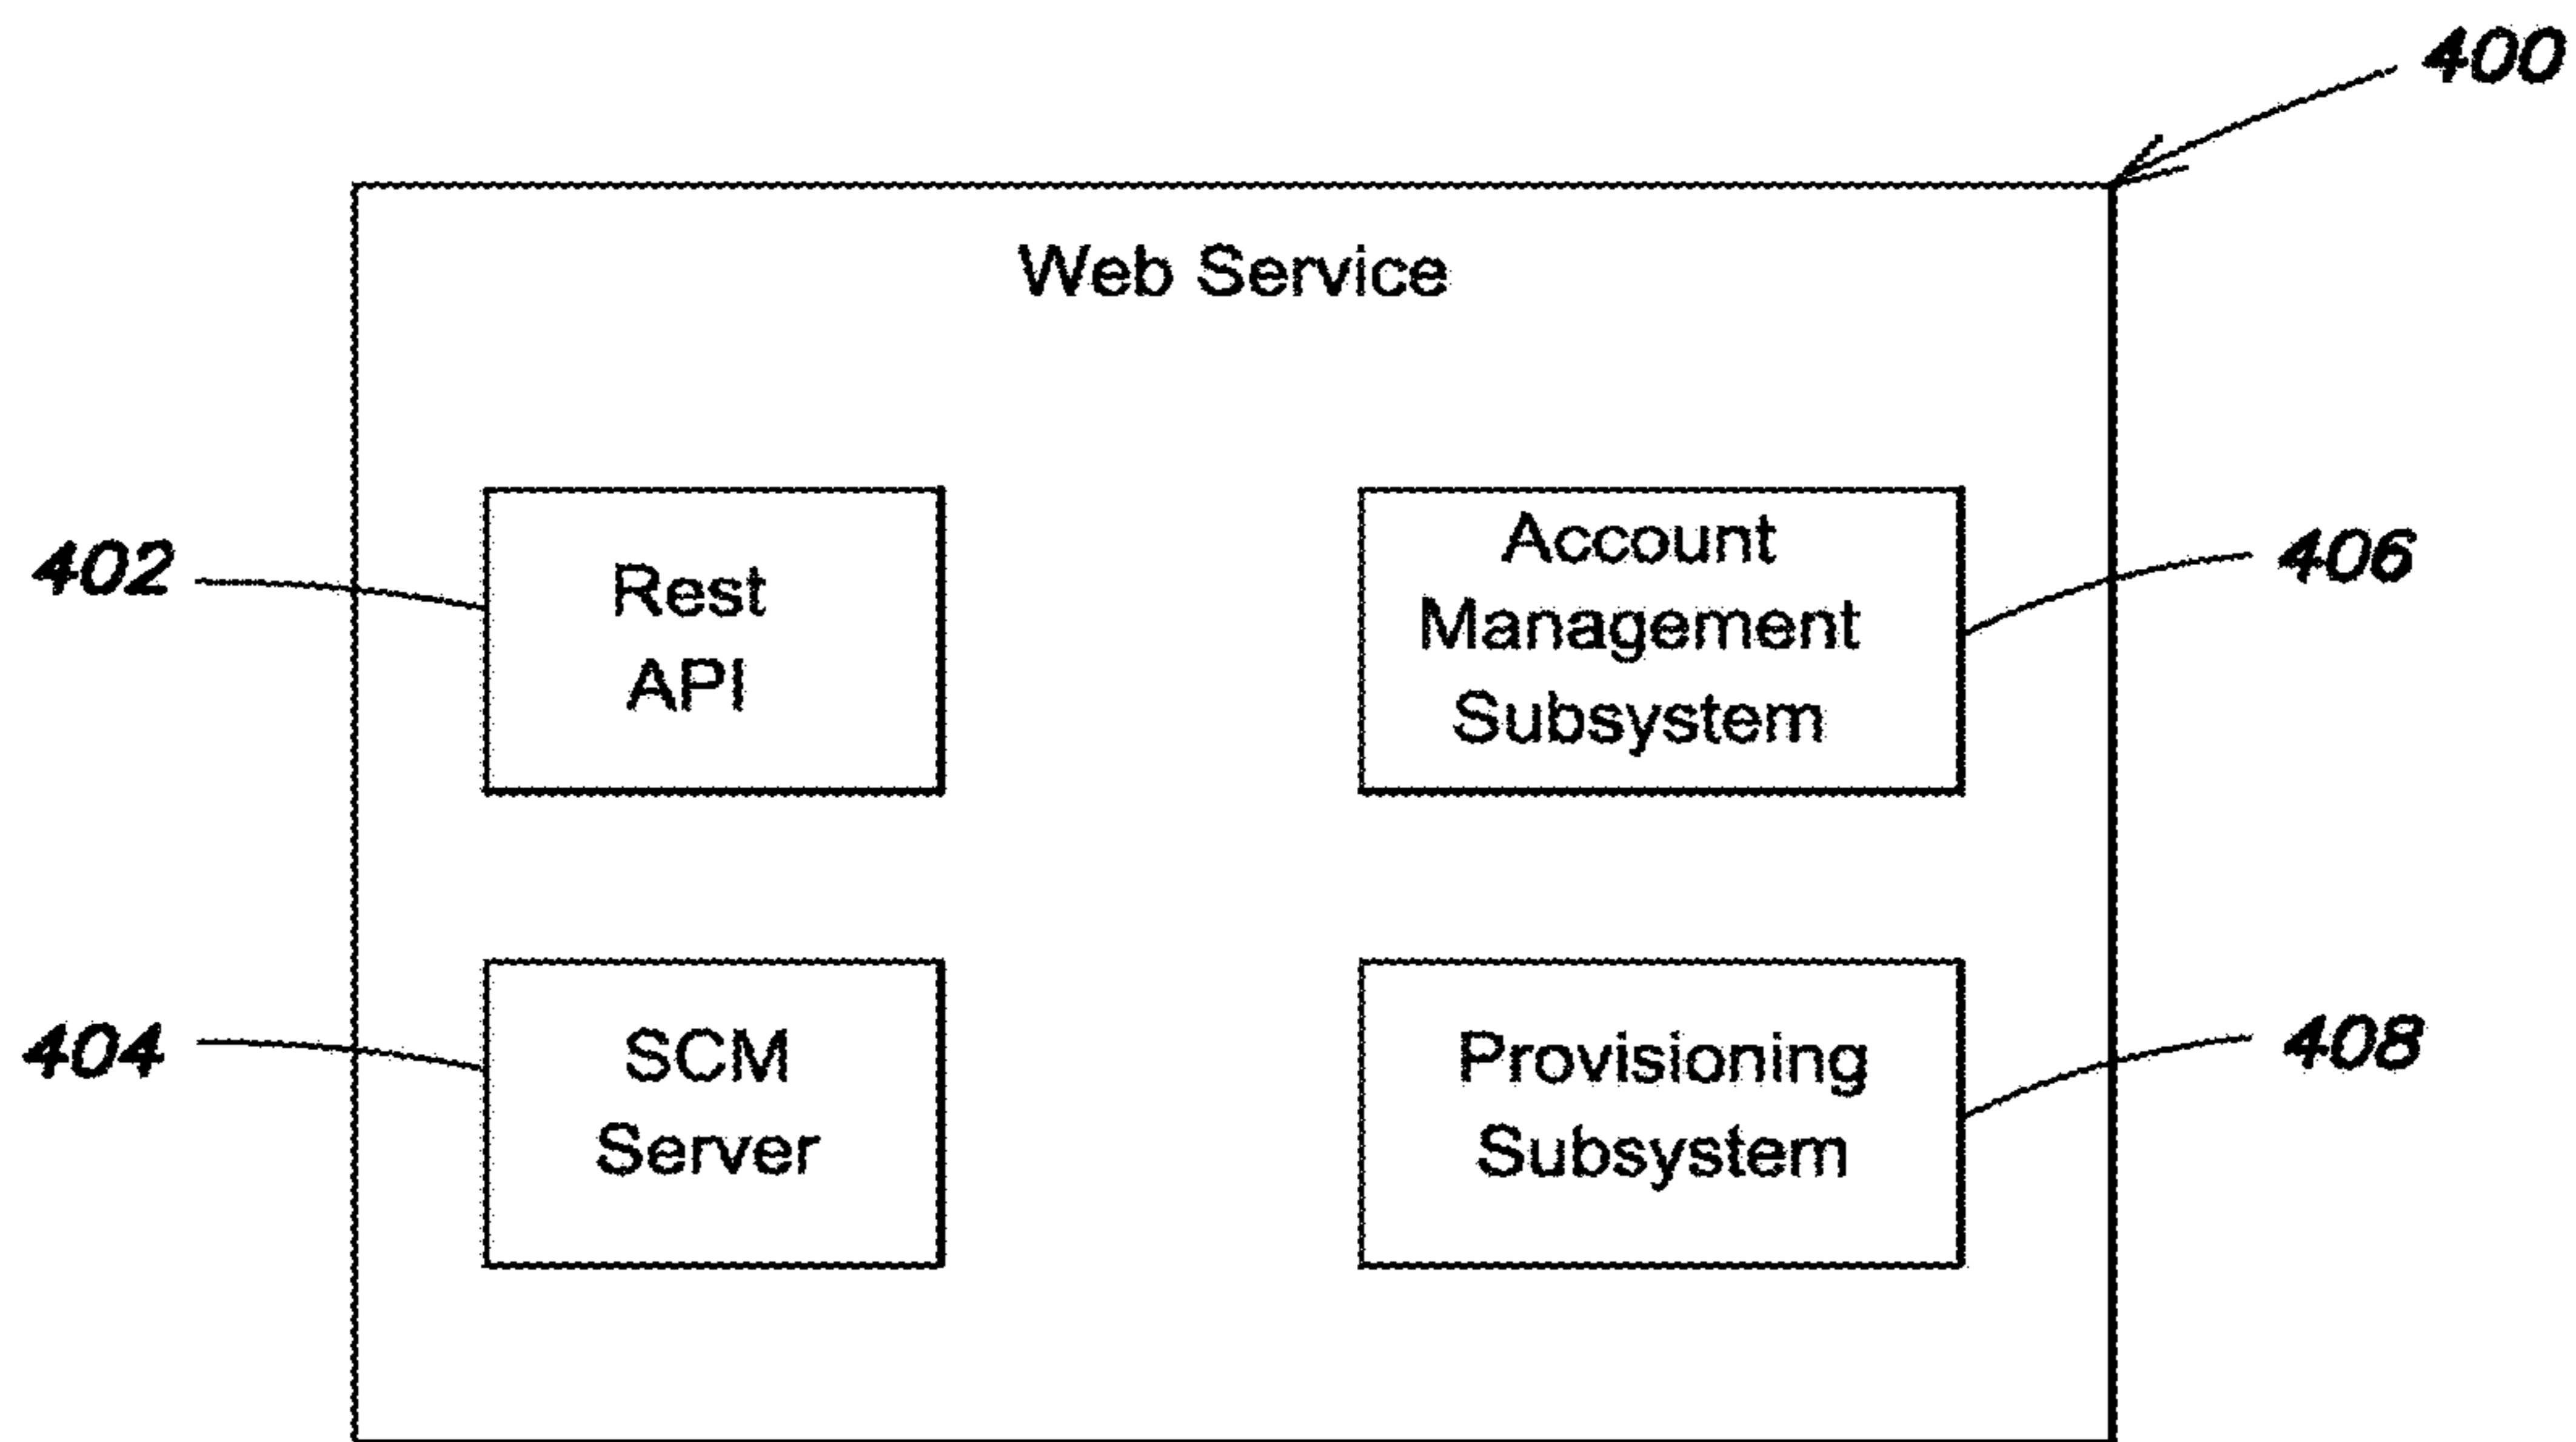 400
Web Service
402
Rest
API
Account
Management
Subsystem
406
404
SCM
Server
Provisioning
Subsystem
408